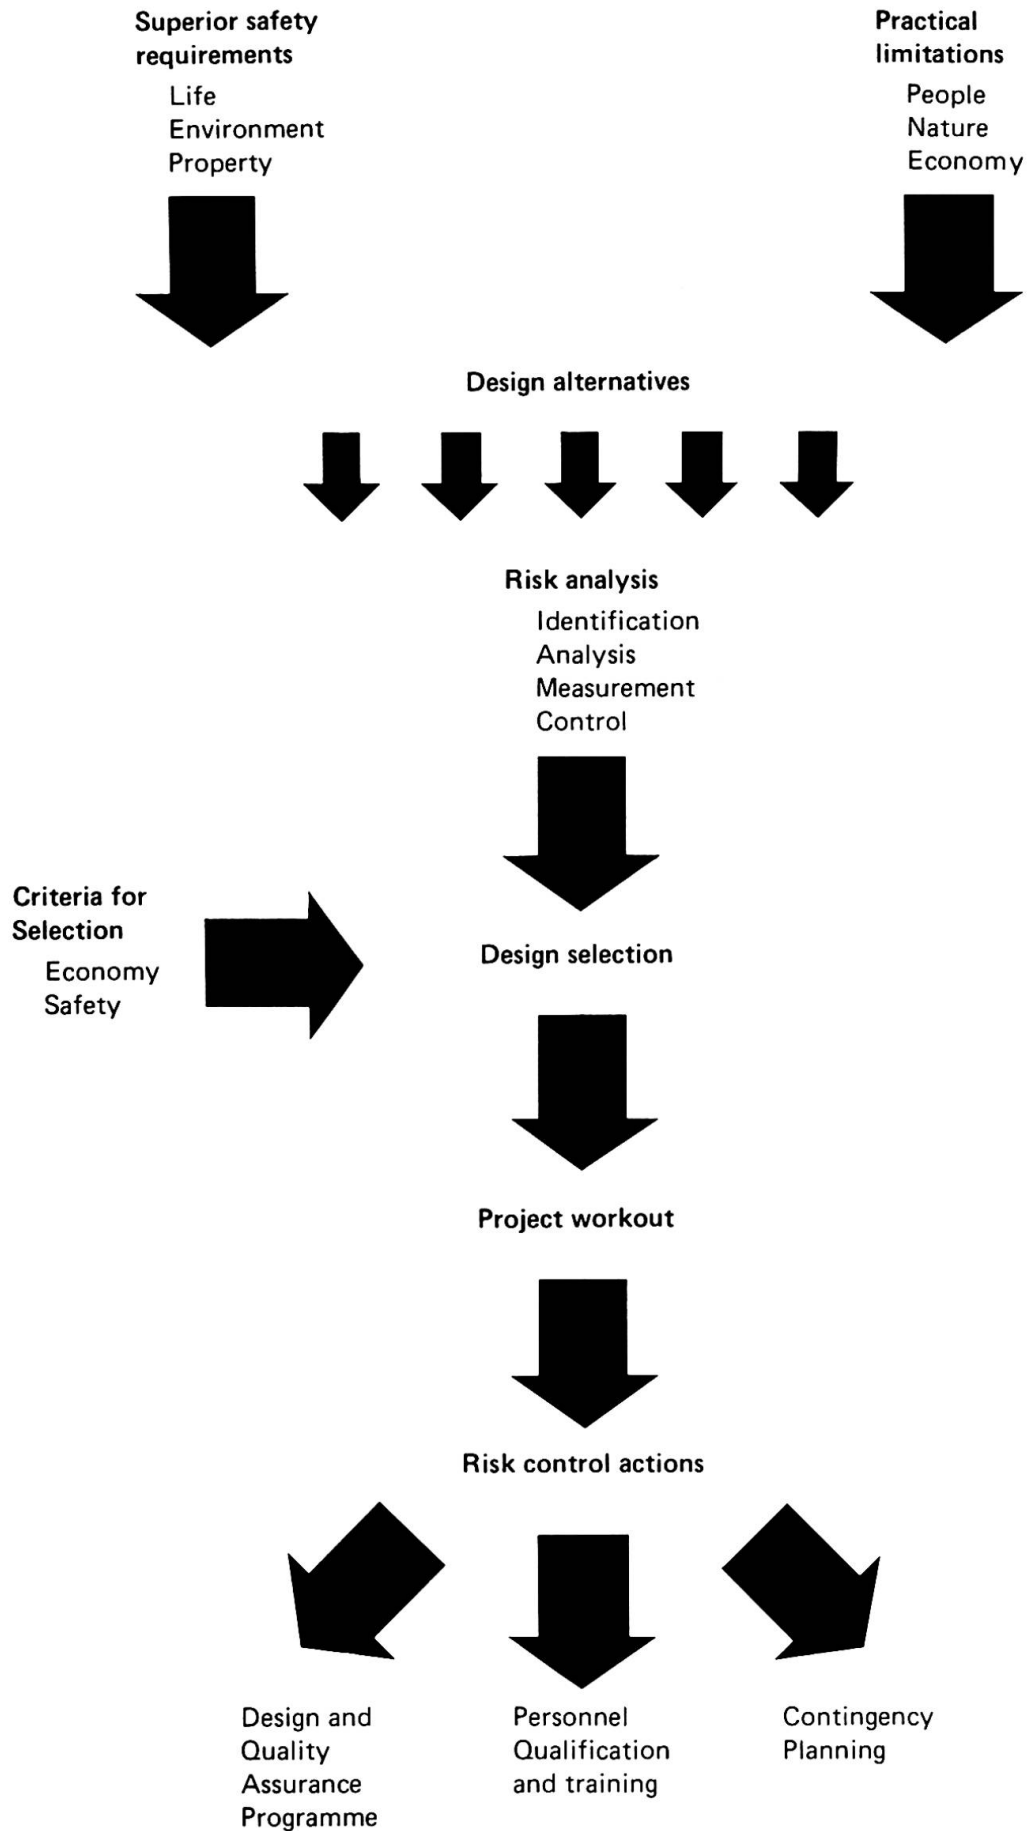 Superior safety
requirements
Life
Environment
Property
Practical
limitations
People
Nature
Economy
Design alternatives
Risk analysis
Identification
Analysis
Measurement
Control
Criteria for
Selection
Economy
Safety
Design selection
Project workout
Risk control actions
Design and
Quality
Assurance
Programme
Personnel
Qualification
and training
Contingency
Planning